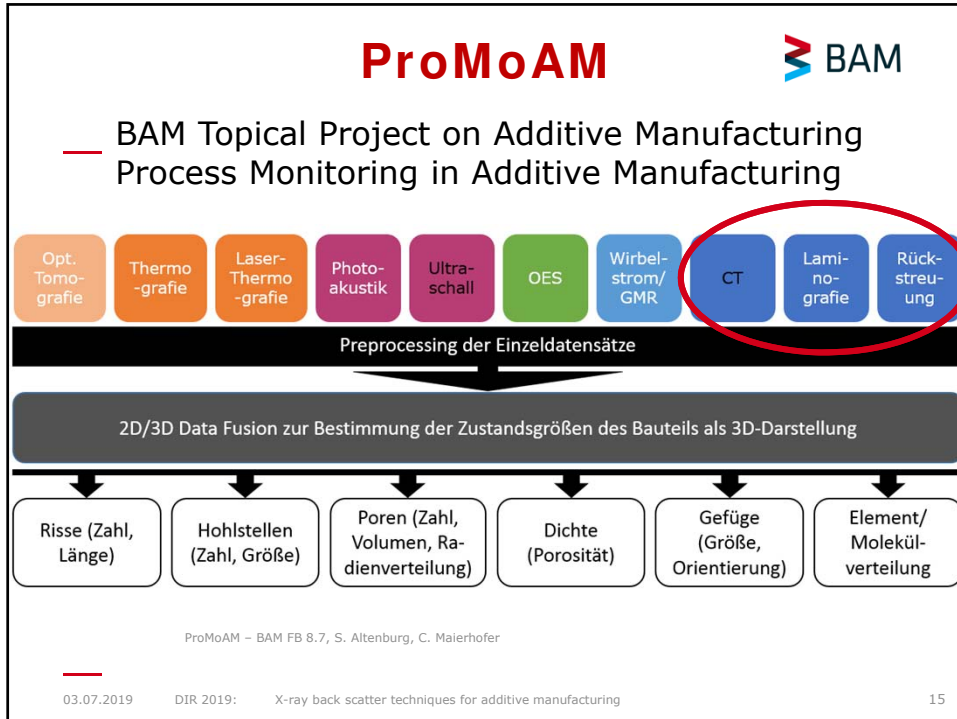 ProMoAM
BAM
BAM Topical Project on Additive Manufacturing
Process Monitoring in Additive Manufacturing
Opt.
Tomo-
grafie
Thermo
-grafie
Laser-
Thermo
-grafie
Photo-
akustik
Ultra-
schall
OES
Wirbel-
strom/
GMR
CT
Lami-
no-
grafie
Rück-
streu-
ung
Preprocessing der Einzeldatensätze
2D/3D Data Fusion zur Bestimmung der Zustandsgrößen des Bauteils als 3D-Darstellung
Risse (Zahl,
Länge)
Hohlstellen
(Zahl, Größe)
Poren (Zahl,
Volumen, Ra-
dienverteilung)
Dichte
(Porosität)
Gefüge
(Größe,
Orientierung)
Element/
Molekül-
verteilung
ProMoAM – BAM FB 8.7, S. Altenburg, C. Maierhofer
03.07.2019 DIR 2019: X-ray back scatter techniques for additive manufacturing 15